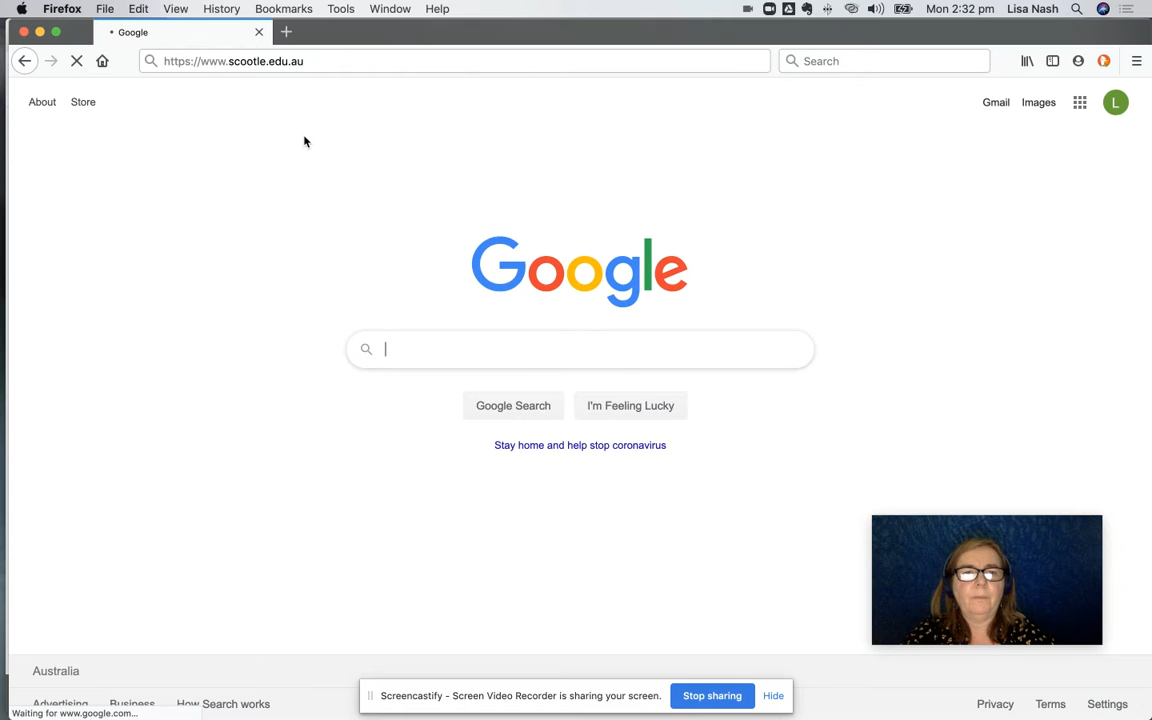 Firefox File Edit View History Bookmarks Tools Window Help Mon 2:32 pm Lisa Nash
Google
https://www.scootle.edu.au Search
About Store Gmail Images L
Google
Google Search I'm Feeling Lucky
Stay home and help stop coronavirus
Australia
Screencastify - Screen Video Recorder is sharing your screen. Stop sharing Hide
Advertising Business How Search works Privacy Terms Settings
Waiting for www.google.com...